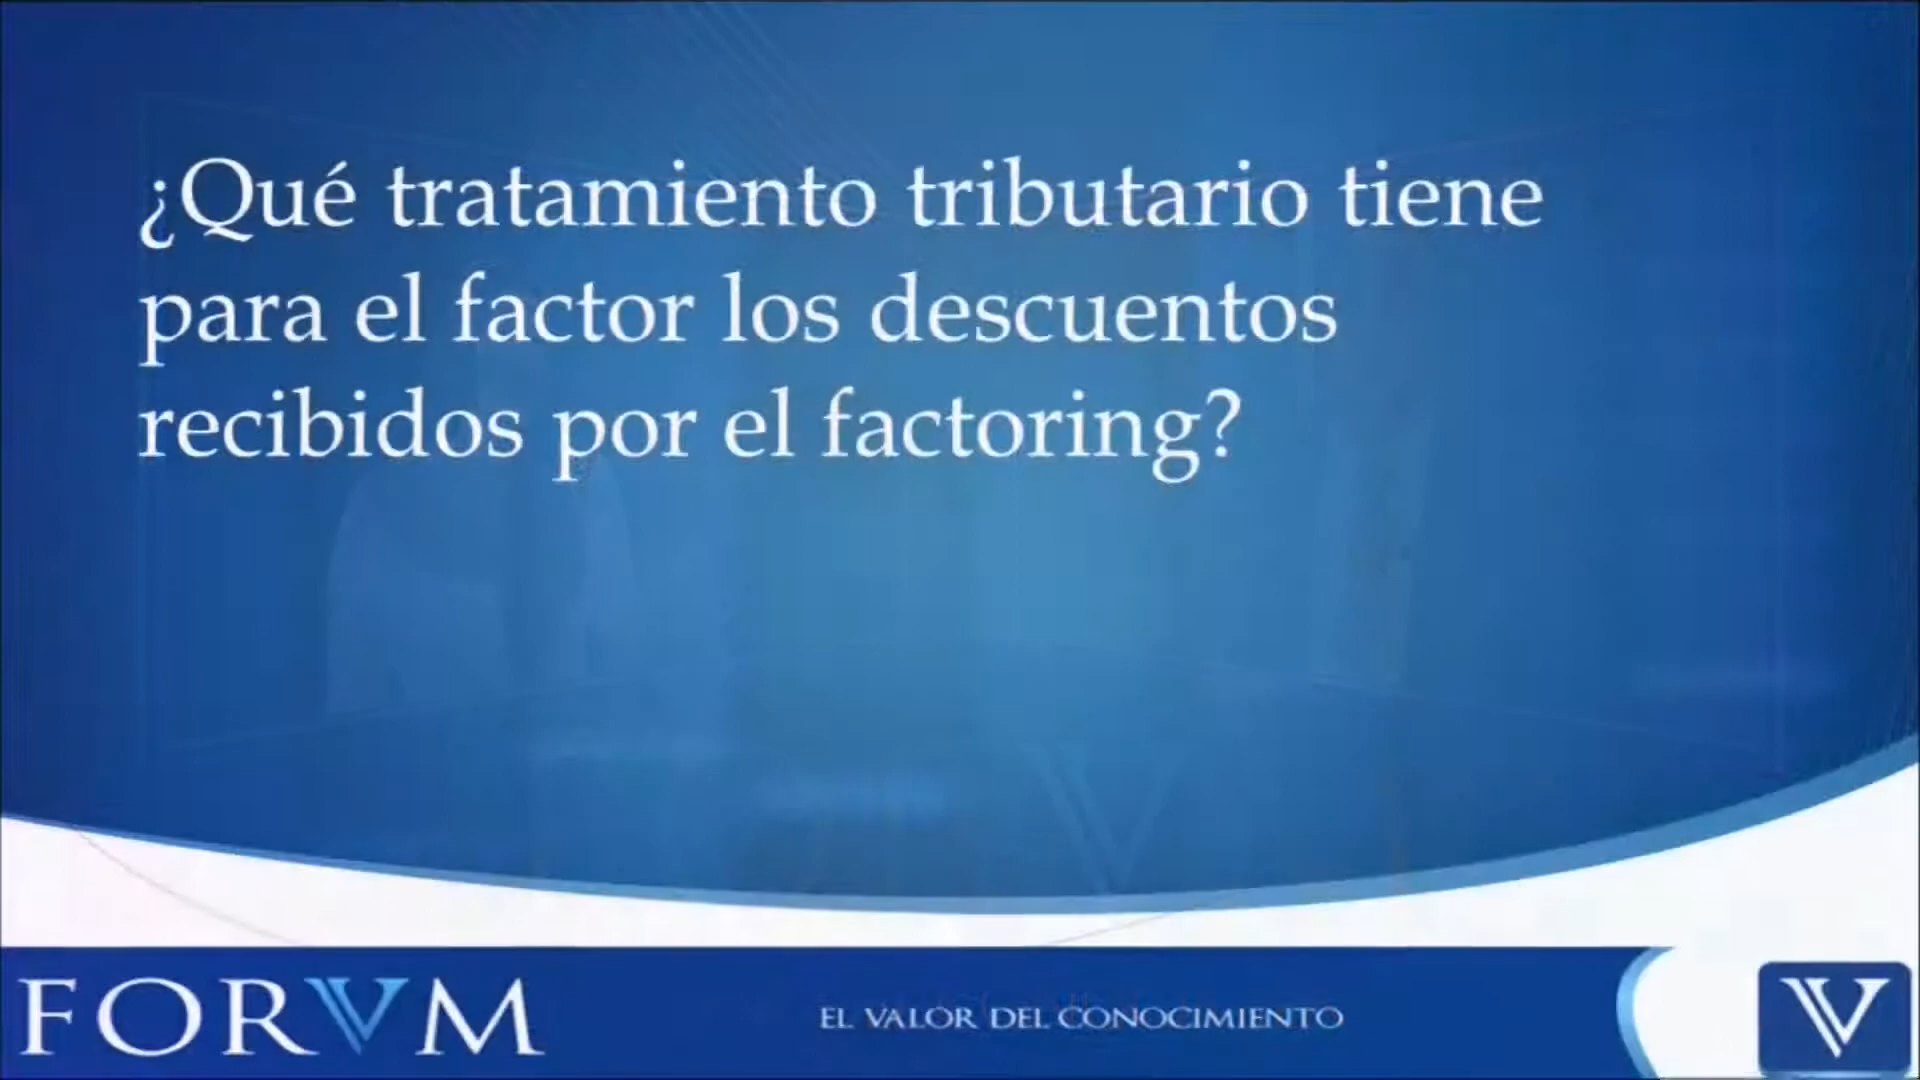 ¿Qué tratamiento tributario tiene
para el factor los descuentos
recibidos por el factoring?
FORVM
EL VALOR DEL CONOCIMIENTO
V